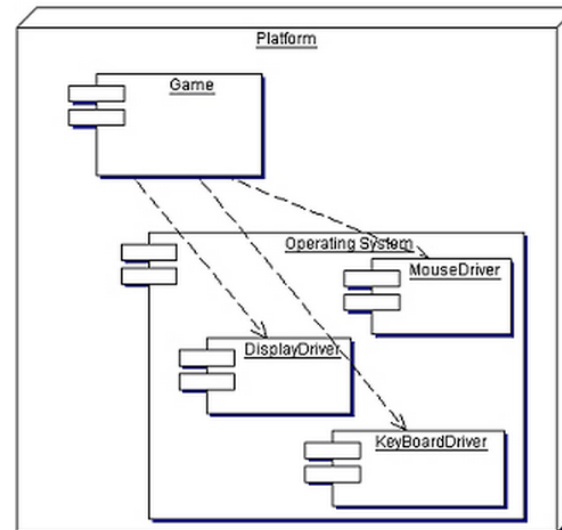 Platform
Game
Operating System
MouseDriver
DisplayDriver
KeyBoardDriver